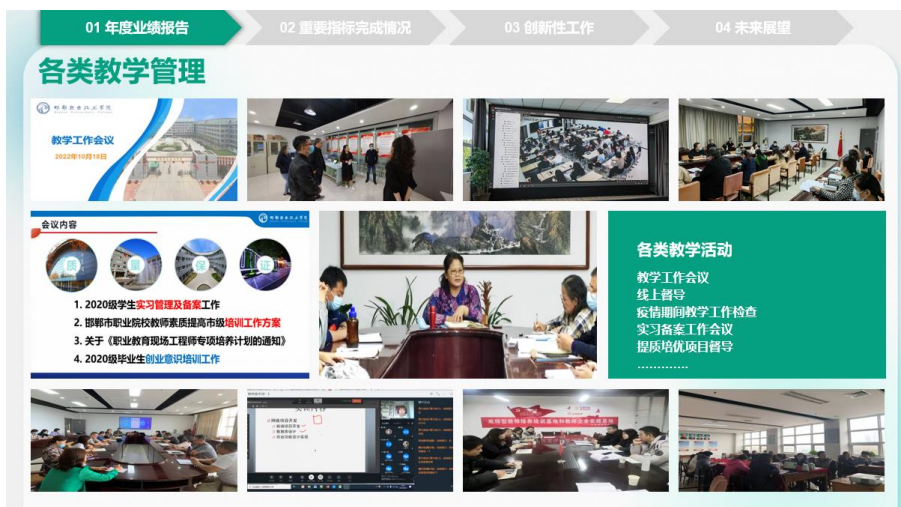 01 年度业绩报告
02 重要指标完成情况
03 创新性工作
04 未来展望
各类教学管理
邯郸职业技术学院
教学工作会议
2022年10月18日
会议内容
质 量 保 证
1. 2020级学生实习管理及备案工作
2. 邯郸市职业院校教师素质提高市级培训工作方案
3. 关于《职业教育现场工程师专项培养计划的通知》
4. 2020级毕业生创业意识培训工作
各类教学活动
教学工作会议
线上督导
疫情期间教学工作检查
实习备案工作会议
提质培优项目督导
.............